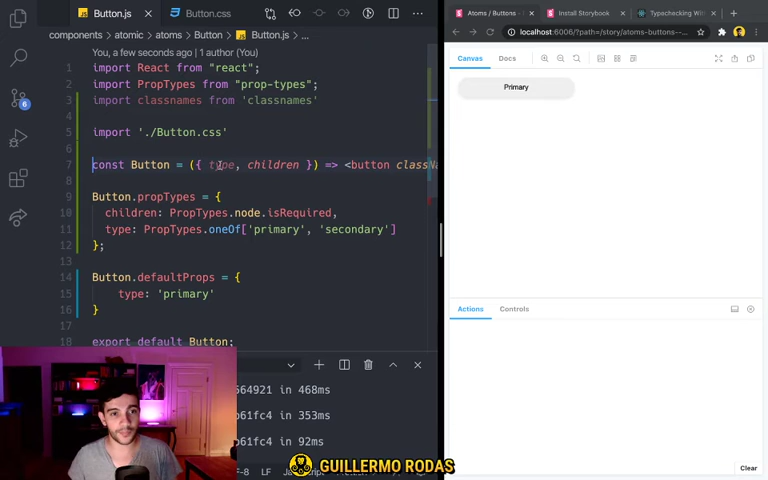 Button.js
Button.css
components
atomic
atoms
Button
Button.js
...
You, a few seconds ago | 1 author (You)
1 import React from "react";
2 import PropTypes from "prop-types";
3 import classnames from 'classnames'
4
5 import './Button.css'
6
7 const Button = ({ type, children }) => <button classNa
8
9 Button.propTypes = {
10 children: PropTypes.node.isRequired,
11 type: PropTypes.oneOf['primary', 'secondary']
12 };
13
14 Button.defaultProps = {
15 type: 'primary'
16 }
17
18 export default Button;
6
564921 in 468ms
b61fc4 in 353ms
b61fc4 in 92ms
-8
LF
Atoms / Buttons -
Install Storybook
Typechecking With
localhost:6006/?path=/story/atoms-buttons--
Canvas
Docs
Primary
Actions
Controls
Clear
GUILLERMO RODAS